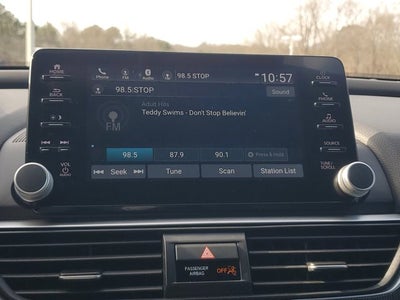 HOME
Phone FM Audio 98.5 STOP 10:57
CLOCK
98.5:STOP Sound
BACK
PHONE
Adult Hits
Teddy Swims - Don't Stop Believin'
FM
AUDIO
SOURCE
98.5 87.9 90.1 Press & Hold
VOL
AUDIO
Seek Tune Scan Station List
TUNE/
SCROLL
PASSENGER
AIRBAG
OFF